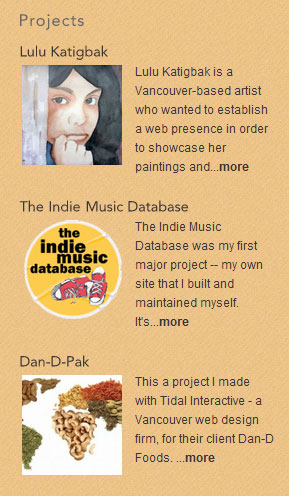 Projects
Lulu Katigbak
Lulu Katigbak is a
Vancouver-based artist
who wanted to establish
a web presence in order
to showcase her
paintings and...more
The Indie Music Database
the
indie
music
database
The Indie Music
Database was my first
major project -- my own
site that I built and
maintained myself.
It's...more
Dan-D-Pak
This a project I made
with Tidal Interactive - a
Vancouver web design
firm, for their client Dan-D
Foods. ...more